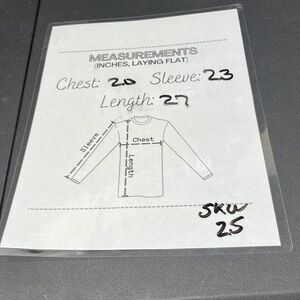 MEASUREMENTS
(INCHES, LAYING FLAT)
Chest: 20 Sleeve: 23
Length: 27
Sleeve
Chest
Length
SKU
25